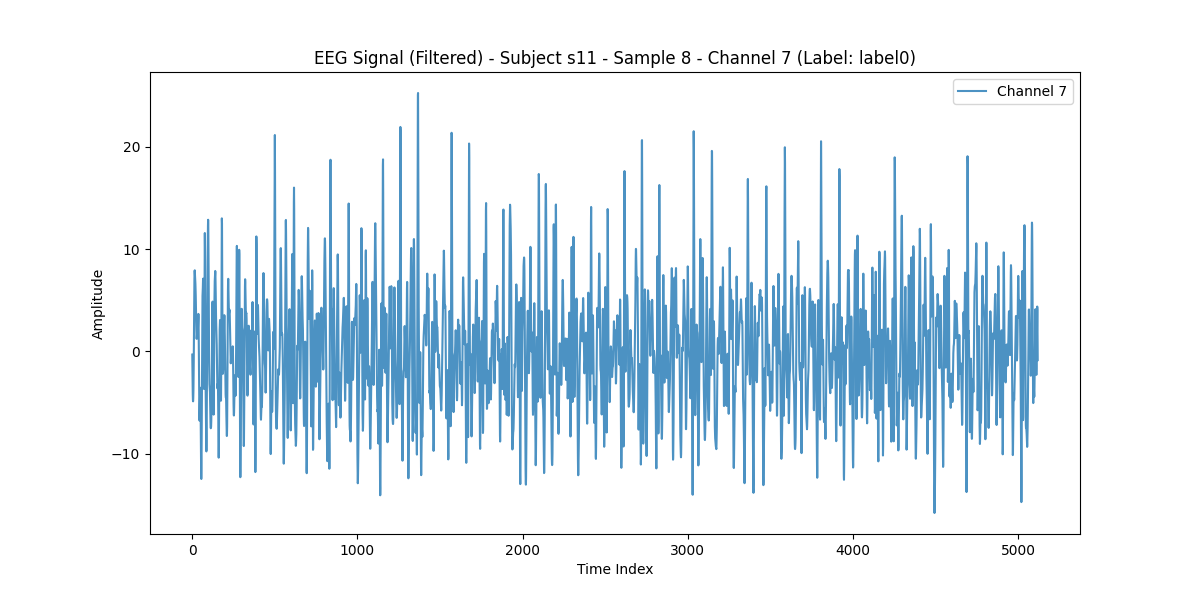 EEG Signal (Filtered) - Subject s11 - Sample 8 - Channel 7 (Label: label0)
Channel 7
20
10
0
−10
Amplitude
0 1000 2000 3000 4000 5000
Time Index